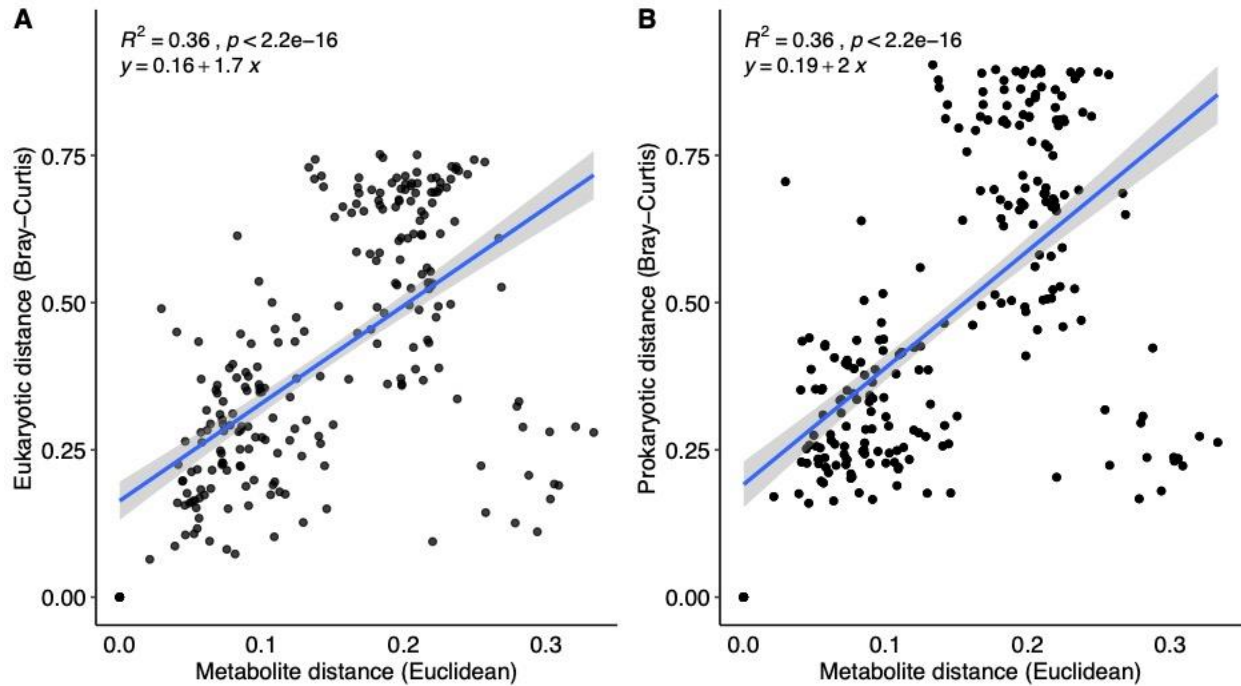 A
R² = 0.36 , p < 2.2e−16
y = 0.16 + 1.7 x
Eukaryotic distance (Bray−Curtis)
0.75
0.50
0.25
0.00
0.0 0.1 0.2 0.3
Metabolite distance (Euclidean)
B
R² = 0.36 , p < 2.2e−16
y = 0.19 + 2 x
Prokaryotic distance (Bray−Curtis)
0.75
0.50
0.25
0.00
0.0 0.1 0.2 0.3
Metabolite distance (Euclidean)